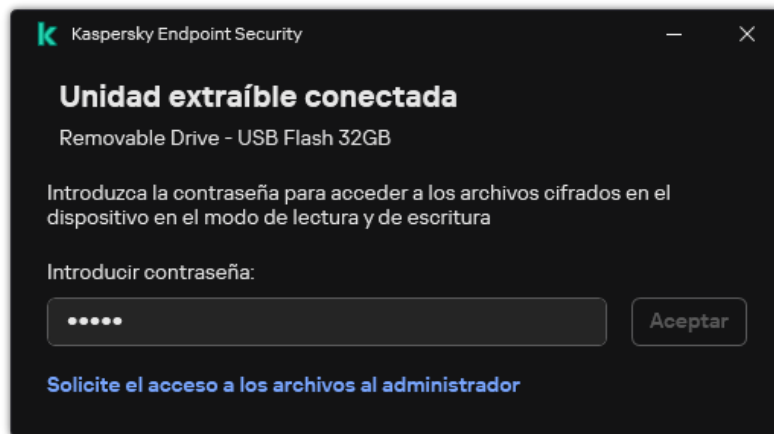 Kaspersky Endpoint Security
Unidad extraíble conectada
Removable Drive - USB Flash 32GB
Introduzca la contraseña para acceder a los archivos cifrados en el
dispositivo en el modo de lectura y de escritura
Introducir contraseña:
•••••
Aceptar
Solicite el acceso a los archivos al administrador